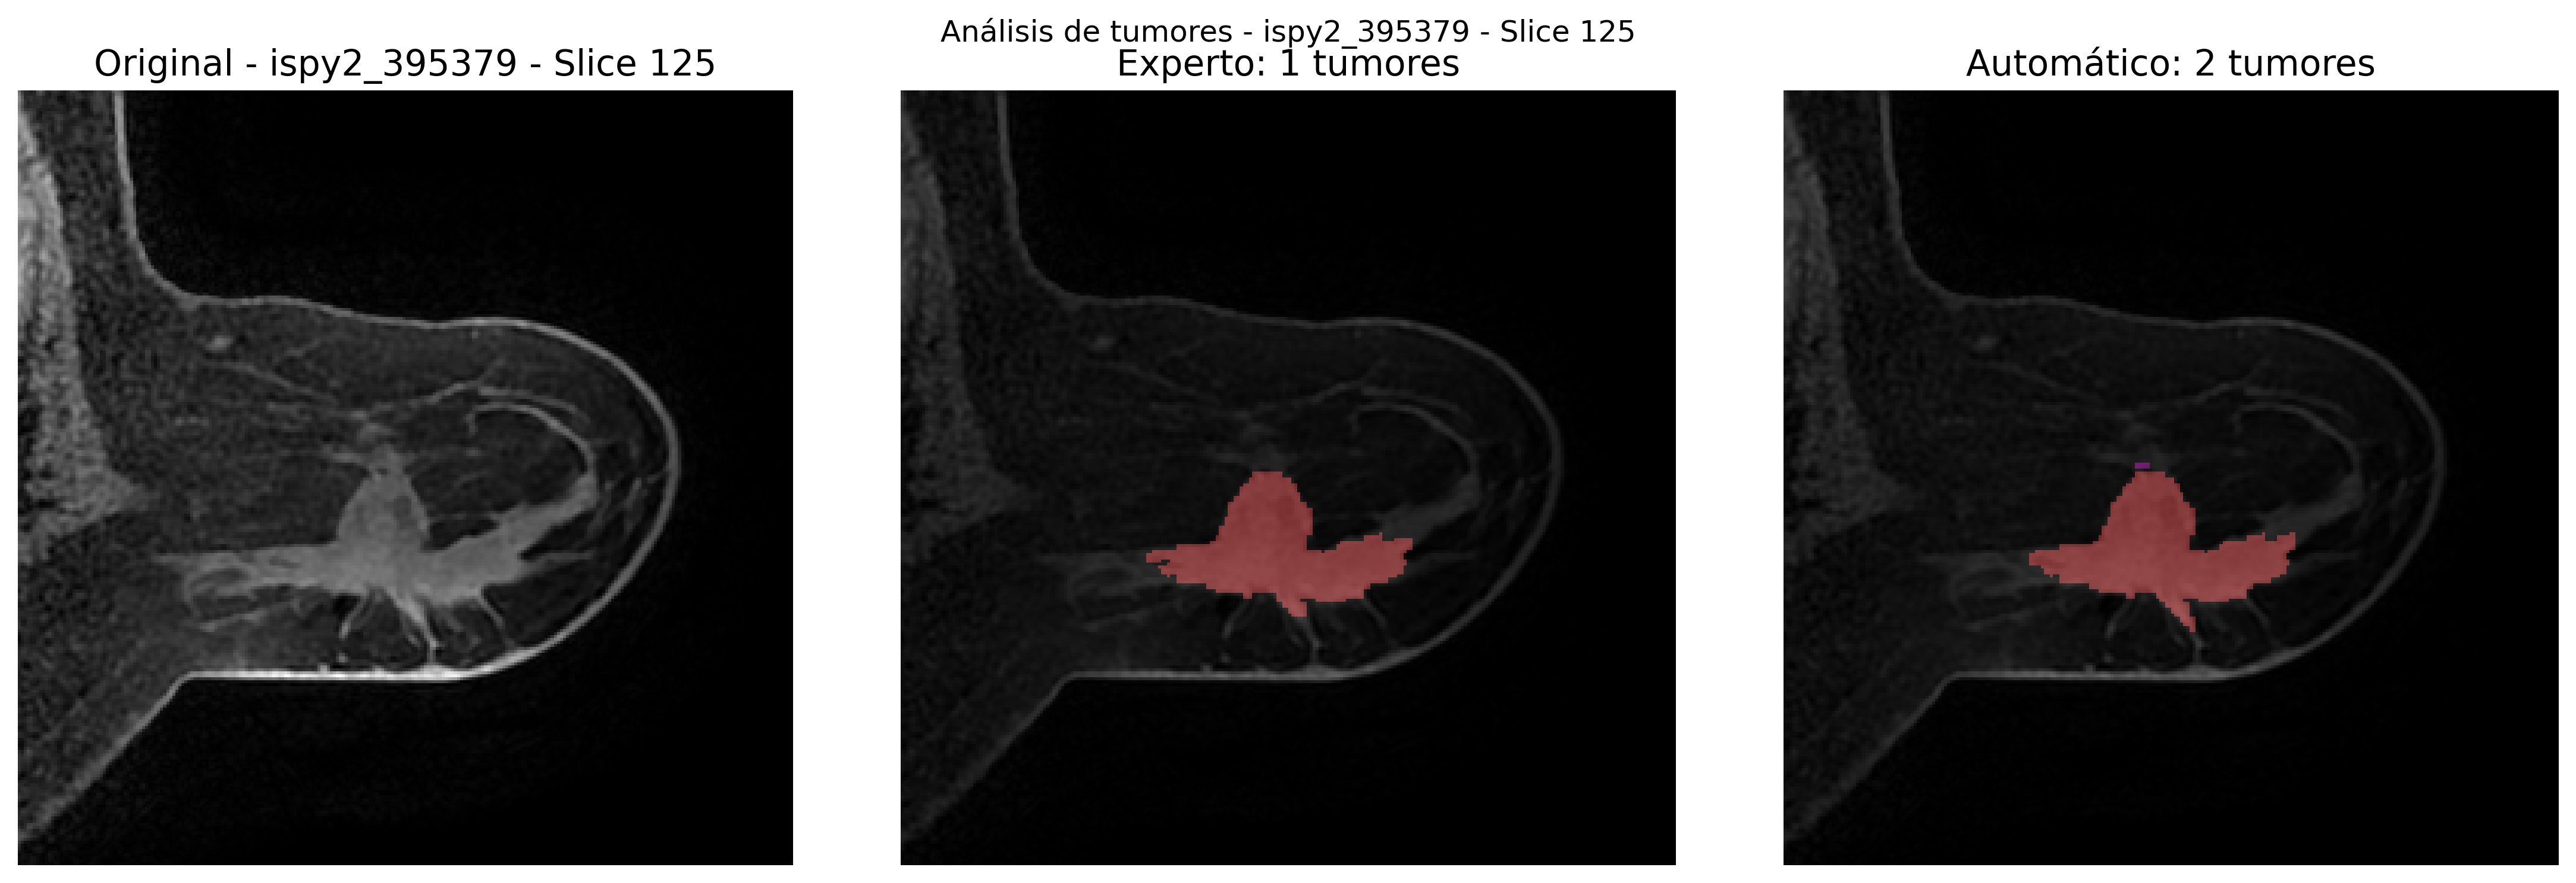 Análisis de tumores - ispy2_395379 - Slice 125
Original - ispy2_395379 - Slice 125
Experto: 1 tumores
Automático: 2 tumores